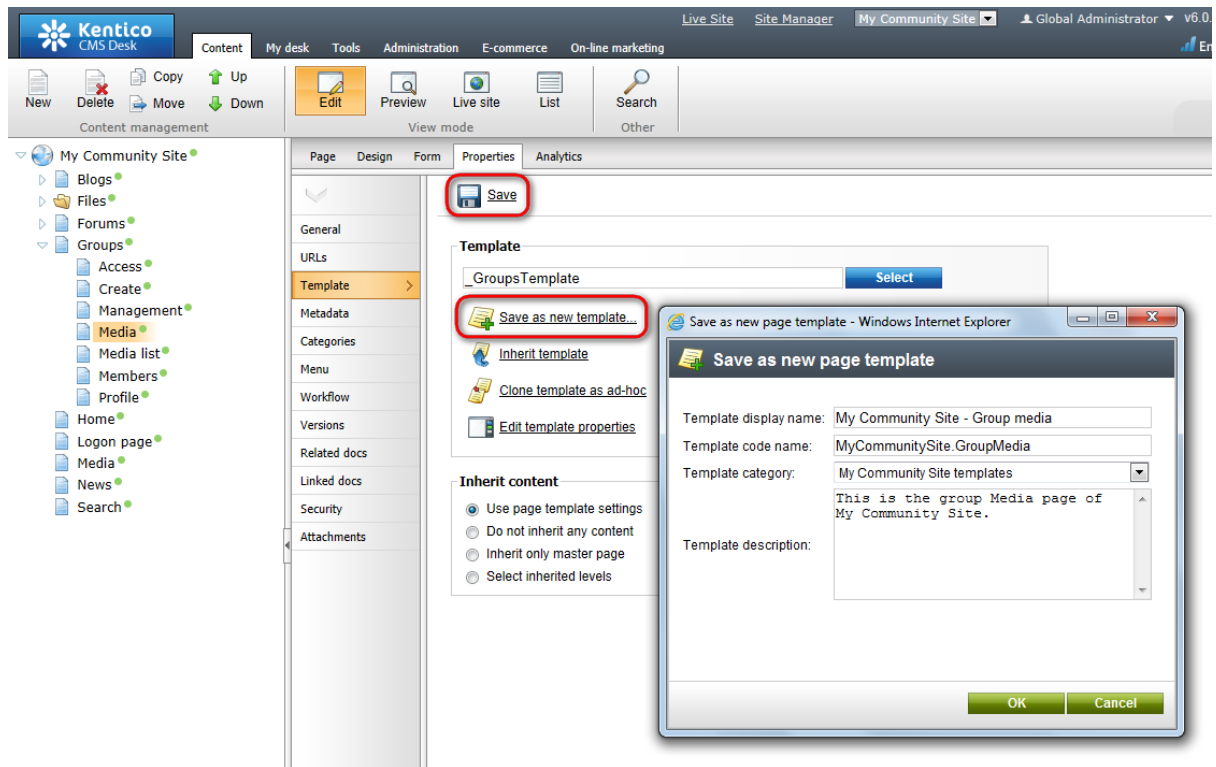 Kentico
CMS Desk
Live Site Site Manager My Community Site Global Administrator v6.0.
Content My desk Tools Administration E-commerce On-line marketing
New Delete Copy Move Up Down
Content management
Edit Preview Live site List
View mode
Search
Other
My Community Site
Blogs
Files
Forums
Groups
Access
Create
Management
Media
Media list
Members
Profile
Home
Logon page
Media
News
Search
Page Design Form Properties Analytics
General
URLs
Template
Metadata
Categories
Menu
Workflow
Versions
Related docs
Linked docs
Security
Attachments
Save
Template
_GroupsTemplate Select
Save as new template...
Inherit template
Clone template as ad-hoc
Edit template properties
Inherit content
Use page template settings
Do not inherit any content
Inherit only master page
Select inherited levels
Save as new page template - Windows Internet Explorer
Save as new page template
Template display name: My Community Site - Group media
Template code name: MyCommunitySite.GroupMedia
Template category: My Community Site templates
Template description: This is the group Media page of
My Community Site.
OK Cancel